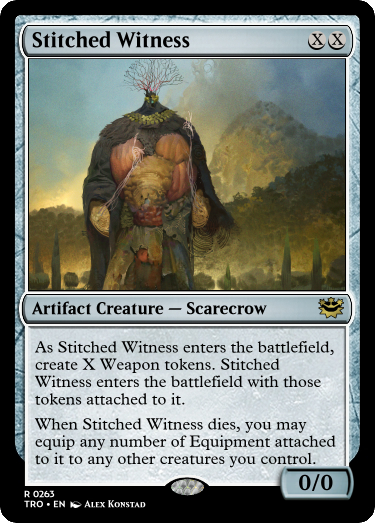 Stitched Witness XX
Artifact Creature — Scarecrow
As Stitched Witness enters the battlefield,
create X Weapon tokens. Stitched
Witness enters the battlefield with those
tokens attached to it.
When Stitched Witness dies, you may
equip any number of Equipment attached
to it to any other creatures you control.
0/0
R 0263
TRO • EN Alex Konstad